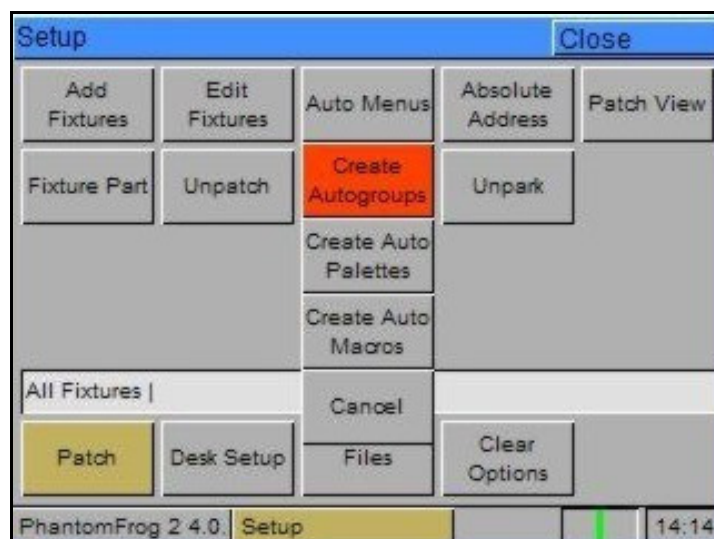 Setup
Close
Add
Fixtures
Edit
Fixtures
Auto Menus
Absolute
Address
Patch View
Fixture Part
Unpatch
Create
Autogroups
Unpark
Create Auto
Palettes
Create Auto
Macros
All Fixtures |
Cancel
Patch
Desk Setup
Files
Clear
Options
PhantomFrog 2 4.0.
Setup
14:14